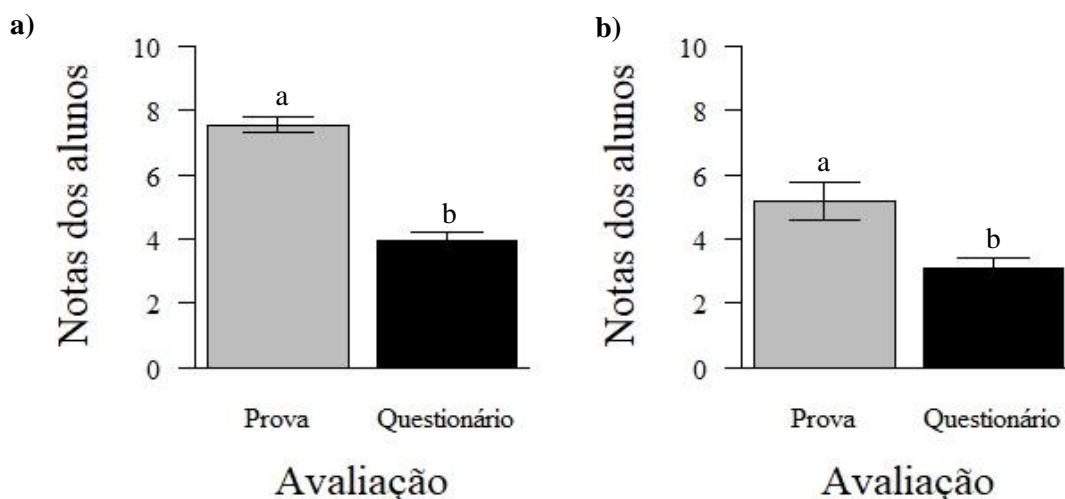 a)
10
8
6
4
2
0
Notas dos alunos
a
b
Prova Questionário
Avaliação
b)
10
8
6
4
2
0
Notas dos alunos
a
b
Prova Questionário
Avaliação